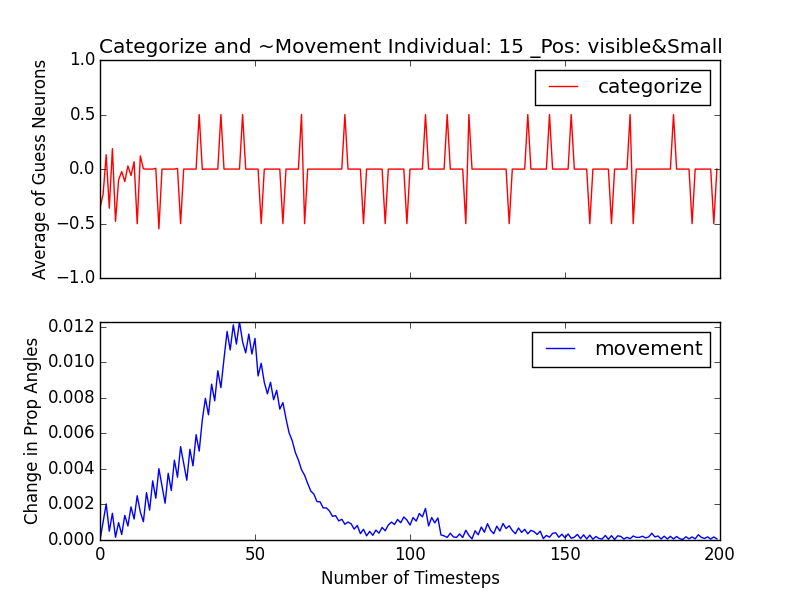 Categorize and ~Movement Individual: 15 _Pos: visible&Small
1.0
0.5
0.0
−0.5
−1.0
Average of Guess Neurons
categorize
0
50
100
150
200
0.012
0.010
0.008
0.006
0.004
0.002
0.000
Change in Prop Angles
movement
Number of Timesteps